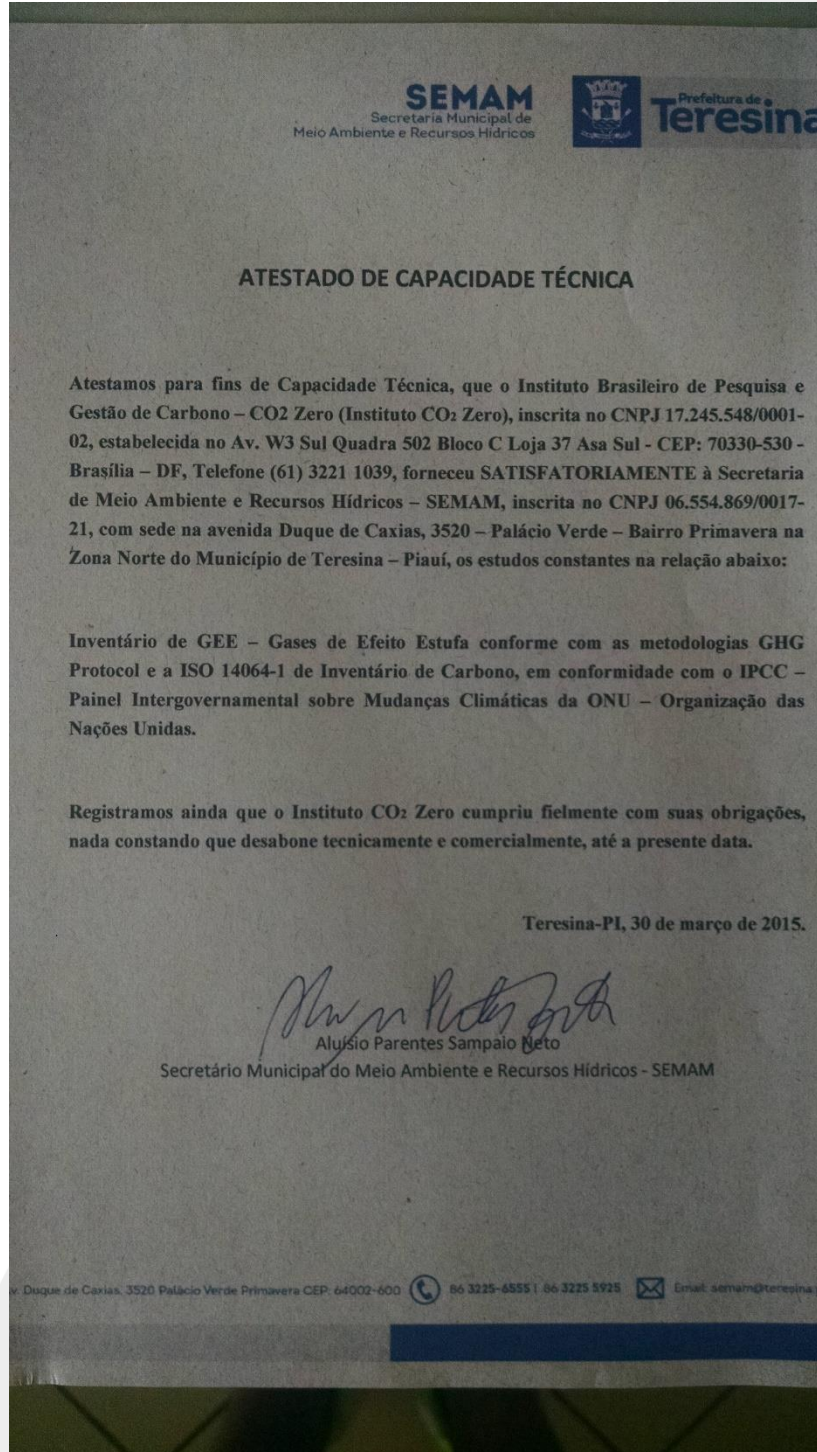 SEMAM
Secretaria Municipal de
Meio Ambiente e Recursos Hídricos
Prefeitura de
Teresina
ATESTADO DE CAPACIDADE TÉCNICA
Atestamos para fins de Capacidade Técnica, que o Instituto Brasileiro de Pesquisa e
Gestão de Carbono – CO2 Zero (Instituto CO2 Zero), inscrita no CNPJ 17.245.548/0001-
02, estabelecida no Av. W3 Sul Quadra 502 Bloco C Loja 37 Asa Sul - CEP: 70330-530 -
Brasília – DF, Telefone (61) 3221 1039, forneceu SATISFATORIAMENTE à Secretaria
de Meio Ambiente e Recursos Hídricos – SEMAM, inscrita no CNPJ 06.554.869/0017-
21, com sede na avenida Duque de Caxias, 3520 – Palácio Verde – Bairro Primavera na
Zona Norte do Município de Teresina – Piauí, os estudos constantes na relação abaixo:
Inventário de GEE – Gases de Efeito Estufa conforme com as metodologias GHG
Protocol e a ISO 14064-1 de Inventário de Carbono, em conformidade com o IPCC –
Painel Intergovernamental sobre Mudanças Climáticas da ONU – Organização das
Nações Unidas.
Registramos ainda que o Instituto CO2 Zero cumpriu fielmente com suas obrigações,
nada constando que desabone tecnicamente e comercialmente, até a presente data.
Teresina-PI, 30 de março de 2015.
Aluísio Parentes Sampaio Neto
Secretário Municipal do Meio Ambiente e Recursos Hídricos - SEMAM
v. Duque de Caxias, 3520 Palácio Verde Primavera CEP: 64002-600 86 3225-6555 | 86 3225 5925 Email: semam@teresina